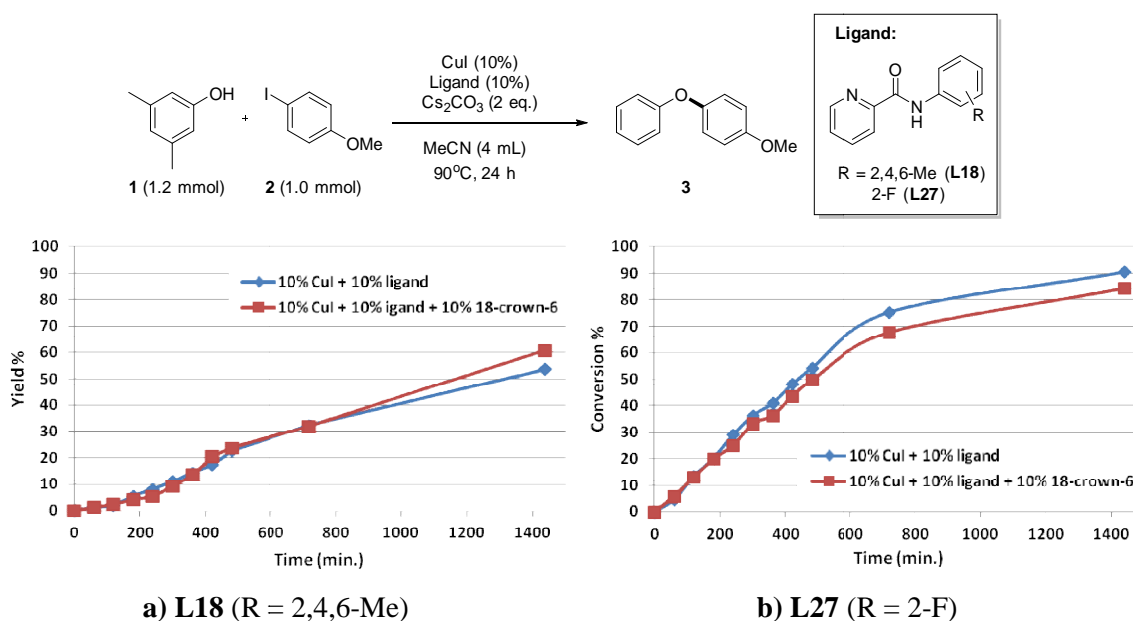 CuI (10%)
Ligand (10%)
Cs2CO3 (2 eq.)
MeCN (4 mL)
90°C, 24 h
OH
+
I
OMe
1 (1.2 mmol)
2 (1.0 mmol)
O
OMe
3
Ligand:
O
N
N
H
R
R = 2,4,6-Me (L18)
2-F (L27)
100
90
80
70
60
50
40
30
20
10
0
Yield %
10% CuI + 10% ligand
10% CuI + 10% igand + 10% 18-crown-6
0 200 400 600 800 1000 1200 1400
Time (min.)
a) L18 (R = 2,4,6-Me)
100
90
80
70
60
50
40
30
20
10
0
Conversion %
10% CuI + 10% ligand
10% CuI + 10% ligand + 10% 18-crown-6
0 200 400 600 800 1000 1200 1400
Time (min.)
b) L27 (R = 2-F)